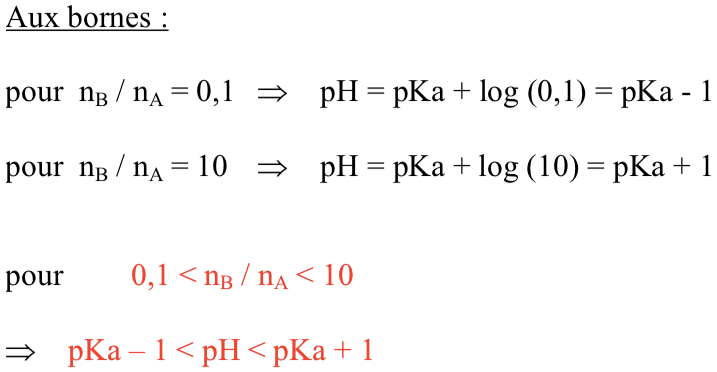 Aux bornes :
pour n_B / n_A = 0,1 ⇒ pH = pKa + log (0,1) = pKa - 1
pour n_B / n_A = 10 ⇒ pH = pKa + log (10) = pKa + 1
pour 0,1 < n_B / n_A < 10
⇒ pKa – 1 < pH < pKa + 1